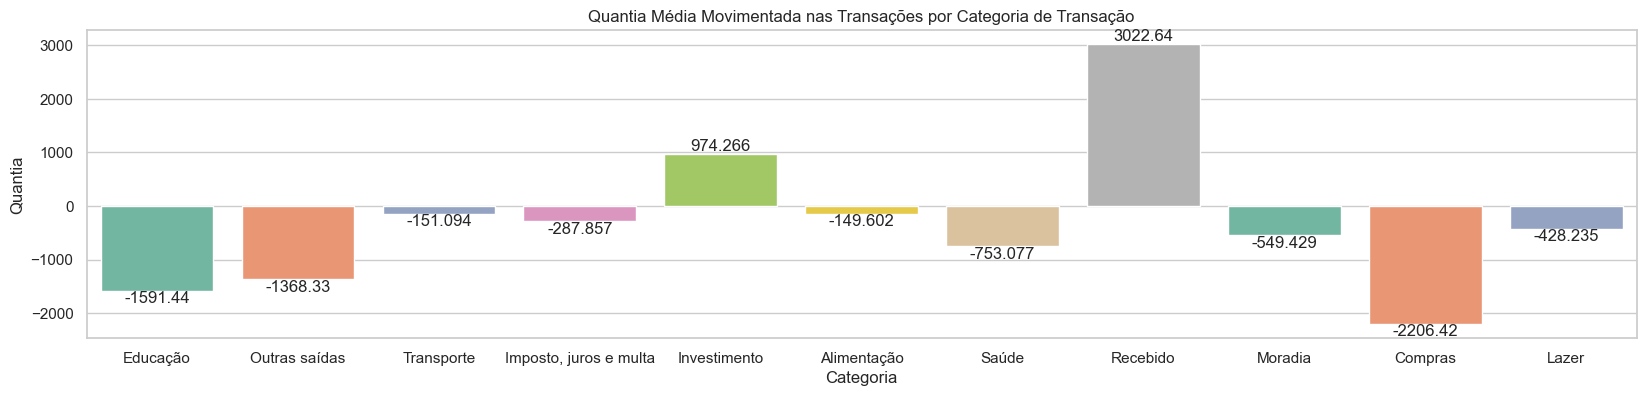 Quantia Média Movimentada nas Transações por Categoria de Transação
Quantia
3000
2000
1000
0
−1000
−2000
-1591.44
-1368.33
-151.094
-287.857
974.266
-149.602
-753.077
3022.64
-549.429
-2206.42
-428.235
Educação
Outras saídas
Transporte
Imposto, juros e multa
Investimento
Alimentação
Saúde
Recebido
Moradia
Compras
Lazer
Categoria